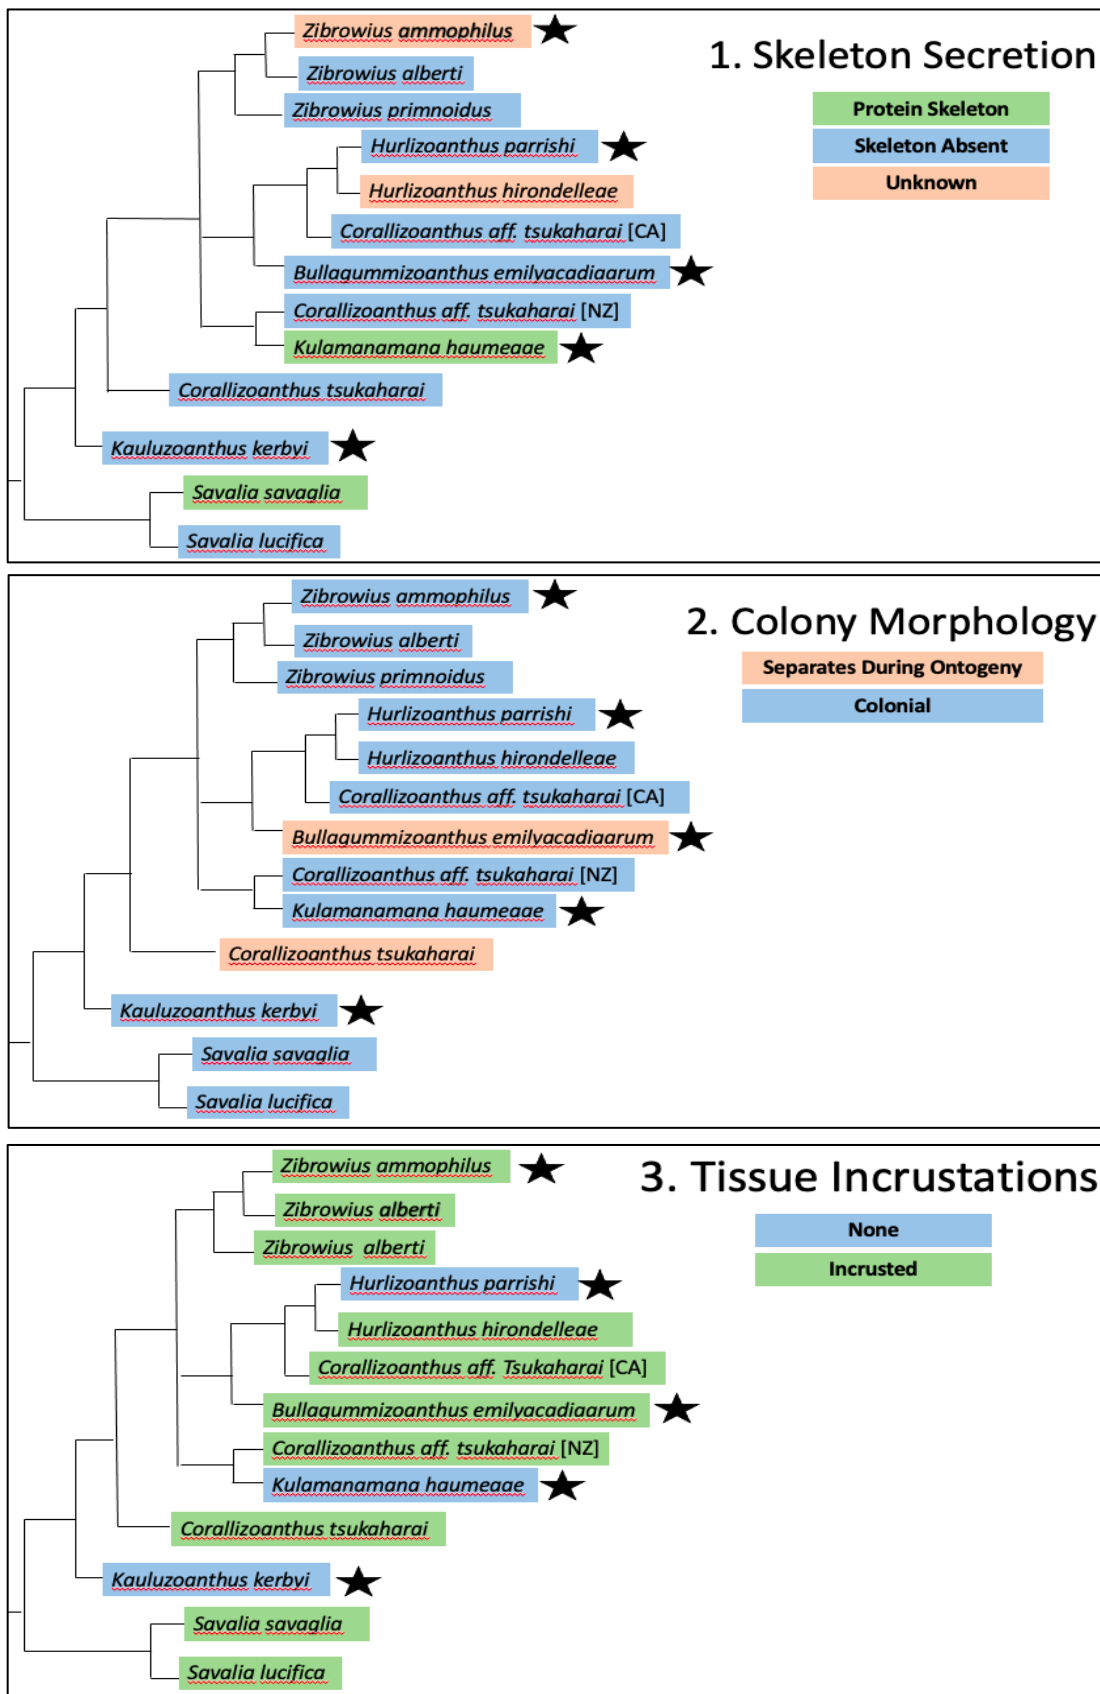 Zibrowius ammophilus
1. Skeleton Secretion
Zibrowius alberti
Protein Skeleton
Zibrowius primnoidus
Skeleton Absent
Hurlizoanthus parrishi
Unknown
Hurlizoanthus hirondelleae
Corallizoanthus aff. tsukaharai [CA]
Bullagummizoanthus emilyacadiaarum
Corallizoanthus aff. tsukaharai [NZ]
Kulamanamana haumeaae
Corallizoanthus tsukaharai
Kauluzoanthus kerbyi
Savalia savaglia
Savalia lucifica
Zibrowius ammophilus
2. Colony Morphology
Zibrowius alberti
Separates During Ontogeny
Zibrowius primnoidus
Colonial
Hurlizoanthus parrishi
Hurlizoanthus hirondelleae
Corallizoanthus aff. tsukaharai [CA]
Bullagummizoanthus emilyacadiaarum
Corallizoanthus aff. tsukaharai [NZ]
Kulamanamana haumeaae
Corallizoanthus tsukaharai
Kauluzoanthus kerbyi
Savalia savaglia
Savalia lucifica
Zibrowius ammophilus
3. Tissue Incrustations
Zibrowius alberti
None
Zibrowius alberti
Incrusted
Hurlizoanthus parrishi
Hurlizoanthus hirondelleae
Corallizoanthus aff. Tsukaharai [CA]
Bullagummizoanthus emilyacadiaarum
Corallizoanthus aff. tsukaharai [NZ]
Kulamanamana haumeaae
Corallizoanthus tsukaharai
Kauluzoanthus kerbyi
Savalia savaglia
Savalia lucifica